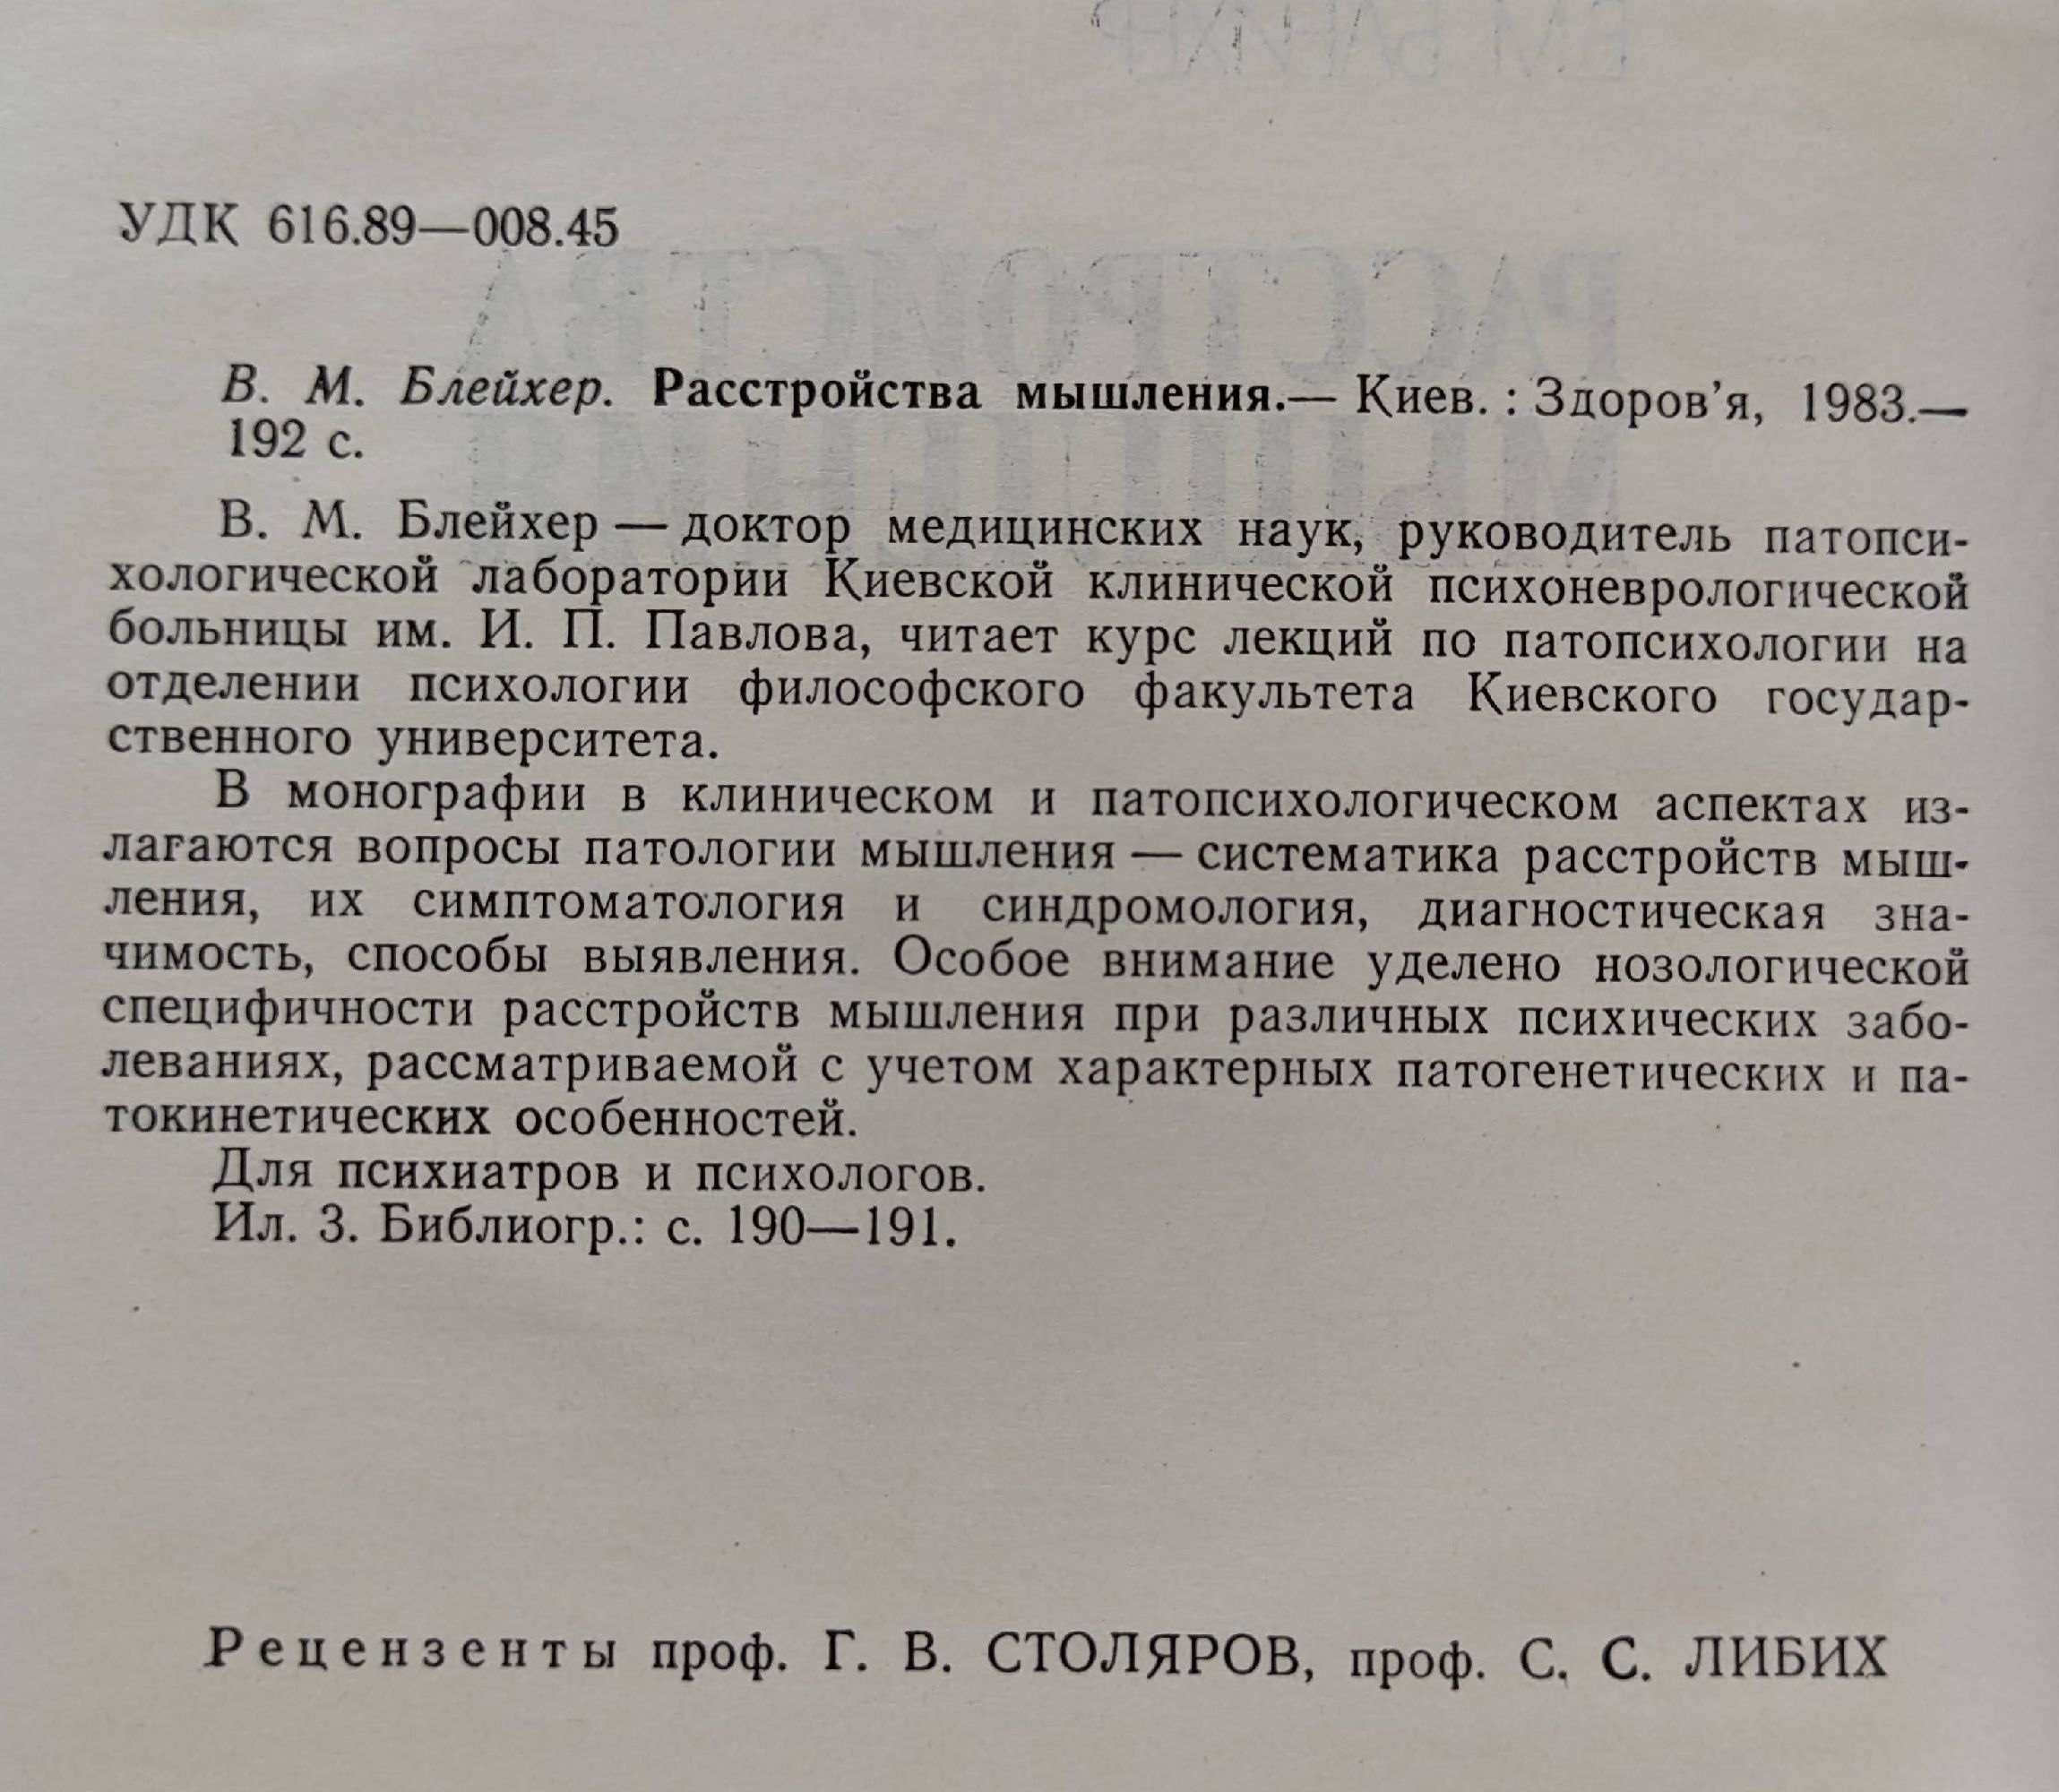 УДК 616.89—008.45
В. М. Блейхер. Расстройства мышления.— Киев. : Здоров'я, 1983.—
192 с.
В. М. Блейхер — доктор медицинских наук, руководитель патопси-
хологической лаборатории Киевской клинической психоневрологической
больницы им. И. П. Павлова, читает курс лекций по патопсихологии на
отделении психологии философского факультета Киевского государ-
ственного университета.
В монографии в клиническом и патопсихологическом аспектах из-
лагаются вопросы патологии мышления — систематика расстройств мыш-
ления, их симптоматология и синдромология, диагностическая зна-
чимость, способы выявления. Особое внимание уделено нозологической
специфичности расстройств мышления при различных психических забо-
леваниях, рассматриваемой с учетом характерных патогенетических и па-
токинетических особенностей.
Для психиатров и психологов.
Ил. 3. Библиогр.: с. 190—191.
Рецензенты проф. Г. В. СТОЛЯРОВ, проф. С. С. ЛИБИХ